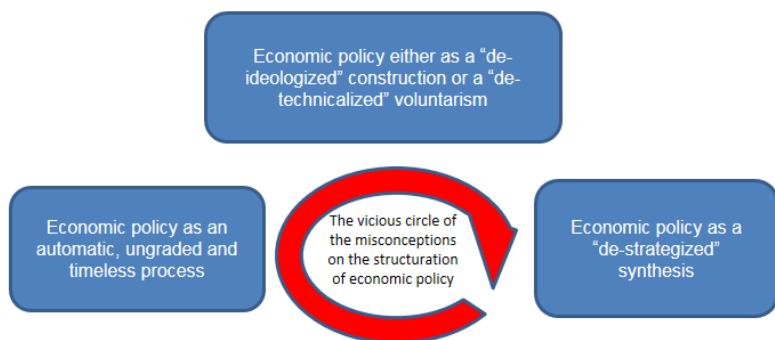 Economic policy either as a “de-
ideologized” construction or a “de-
technicalized” voluntarism
Economic policy as an
automatic, ungraded and
timeless process
The vicious circle of
the misconceptions
on the structuration
of economic policy
Economic policy as a
“de-strategized”
synthesis